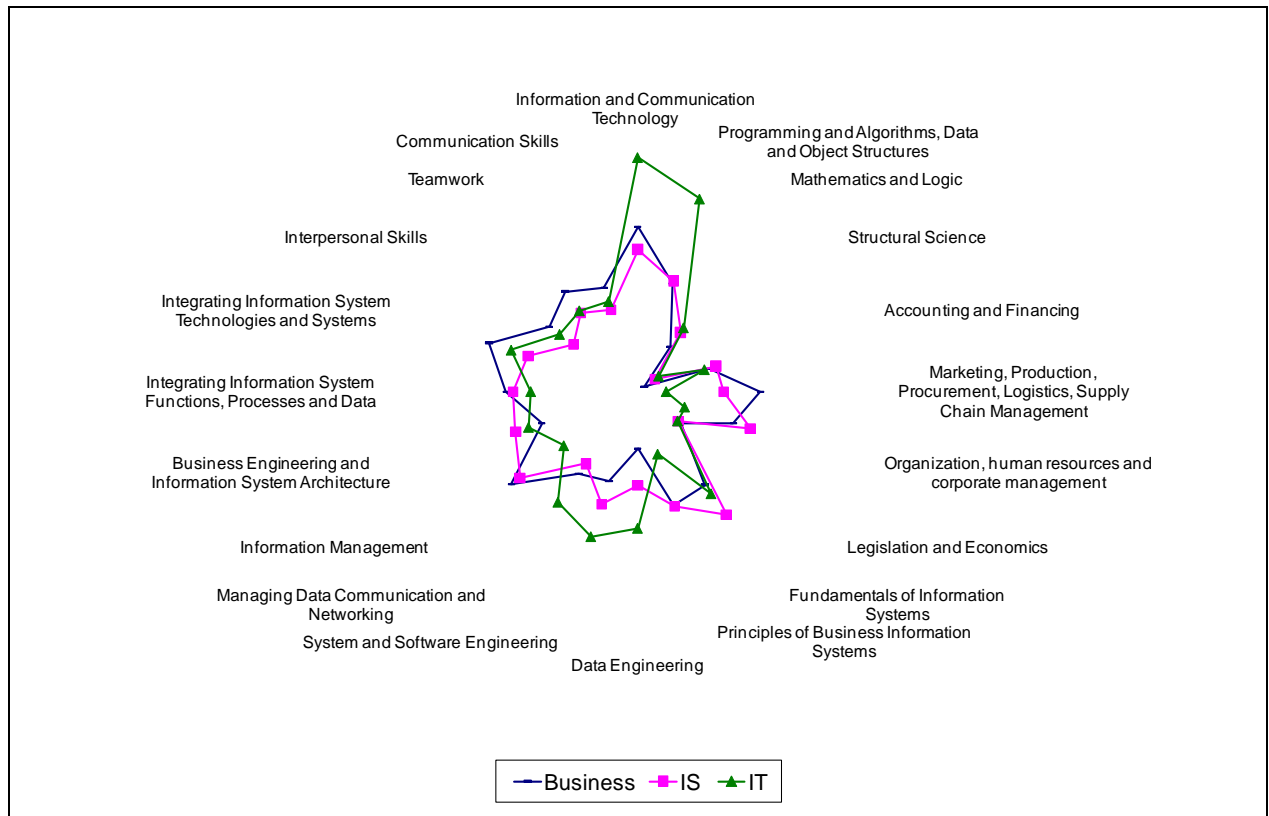 Information and Communication
Technology
Programming and Algorithms, Data
and Object Structures
Mathematics and Logic
Structural Science
Accounting and Financing
Marketing, Production,
Procurement, Logistics, Supply
Chain Management
Organization, human resources and
corporate management
Legislation and Economics
Fundamentals of Information
Systems
Principles of Business Information
Systems
Data Engineering
System and Software Engineering
Managing Data Communication and
Networking
Information Management
Business Engineering and
Information System Architecture
Integrating Information System
Functions, Processes and Data
Integrating Information System
Technologies and Systems
Interpersonal Skills
Teamwork
Communication Skills
Business IS IT